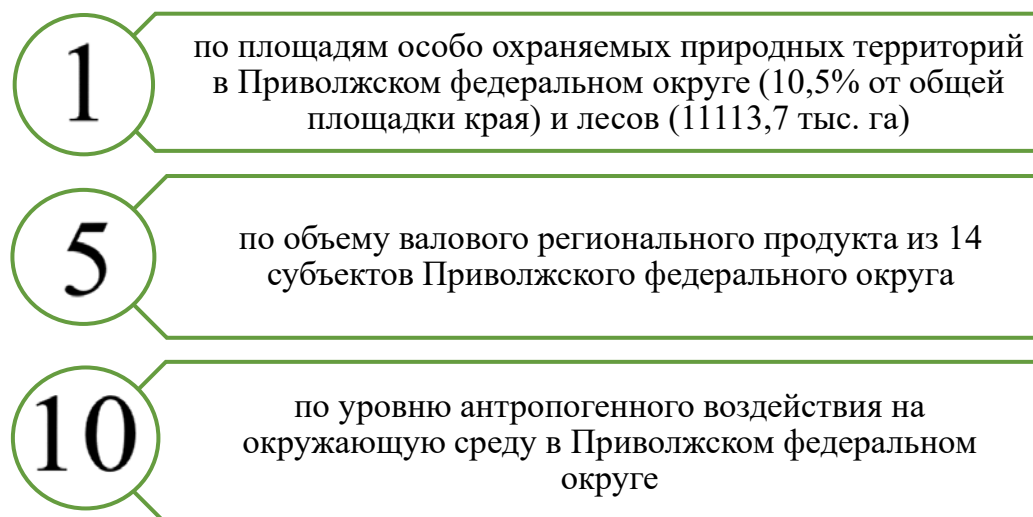 1
по площадям особо охраняемых природных территорий
в Приволжском федеральном округе (10,5% от общей
площадки края) и лесов (11113,7 тыс. га)
5
по объему валового регионального продукта из 14
субъектов Приволжского федерального округа
10
по уровню антропогенного воздействия на
окружающую среду в Приволжском федеральном
округе